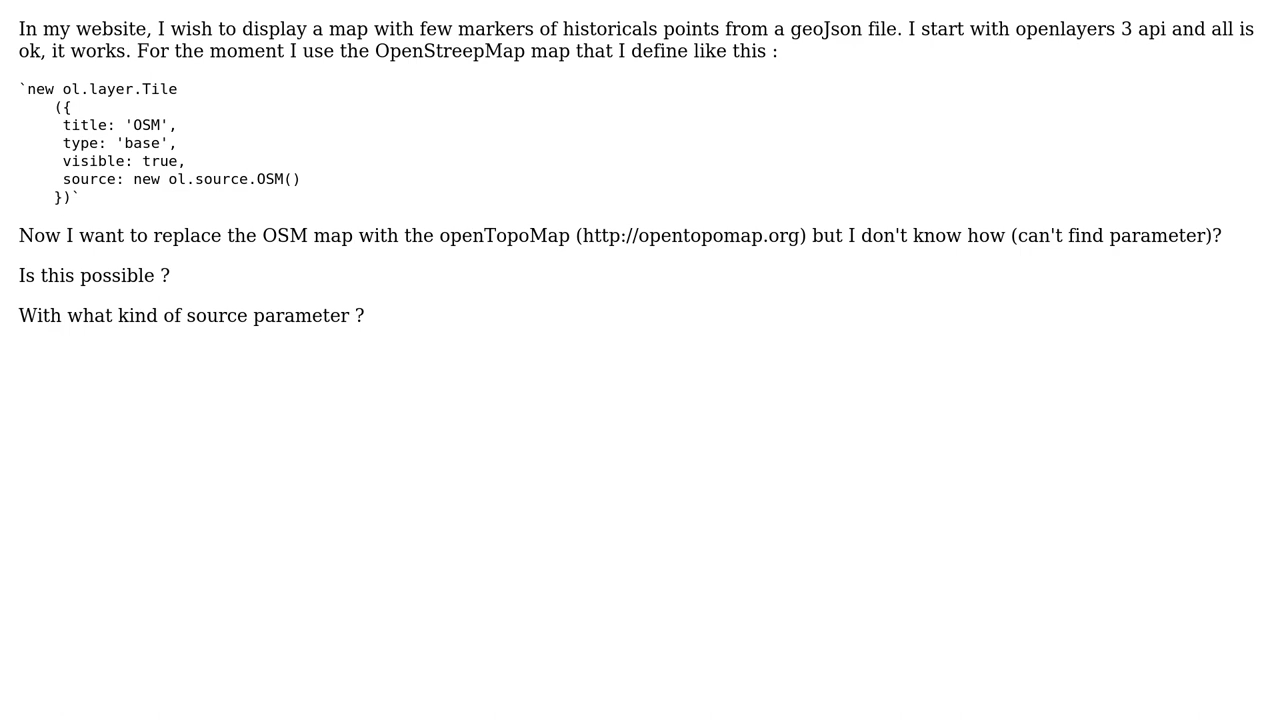 In my website, I wish to display a map with few markers of historicals points from a geoJson file. I start with openlayers 3 api and all is
ok, it works. For the moment I use the OpenStreepMap map that I define like this :
`new ol.layer.Tile
    ({
     title: 'OSM',
     type: 'base',
     visible: true,
     source: new ol.source.OSM()
    })`
Now I want to replace the OSM map with the openTopoMap (http://opentopomap.org) but I don't know how (can't find parameter)?
Is this possible ?
With what kind of source parameter ?